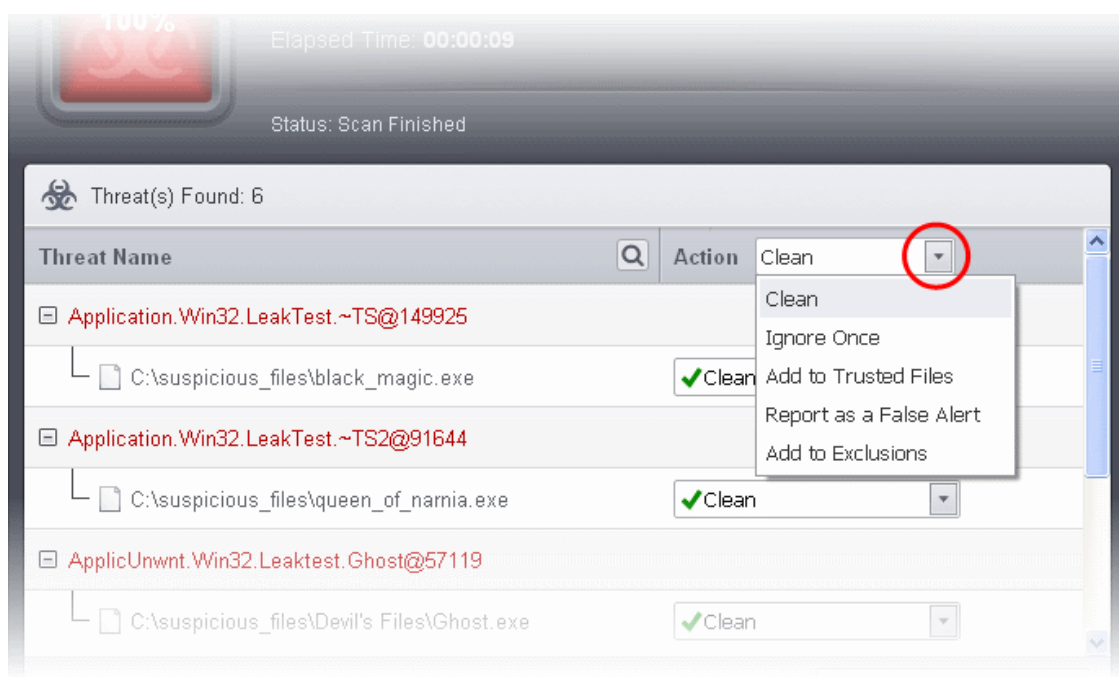 100%
Elapsed Time: 00:00:09
Status: Scan Finished
Threat(s) Found: 6
Threat Name
Action Clean
Clean
Ignore Once
Add to Trusted Files
Report as a False Alert
Add to Exclusions
Application.Win32.LeakTest.~TS@149925
C:\suspicious_files\black_magic.exe Clean
Application.Win32.LeakTest.~TS2@91644
C:\suspicious_files\queen_of_narnia.exe Clean
ApplicUnwnt.Win32.Leaktest.Ghost@57119
C:\suspicious_files\Devil's Files\Ghost.exe Clean